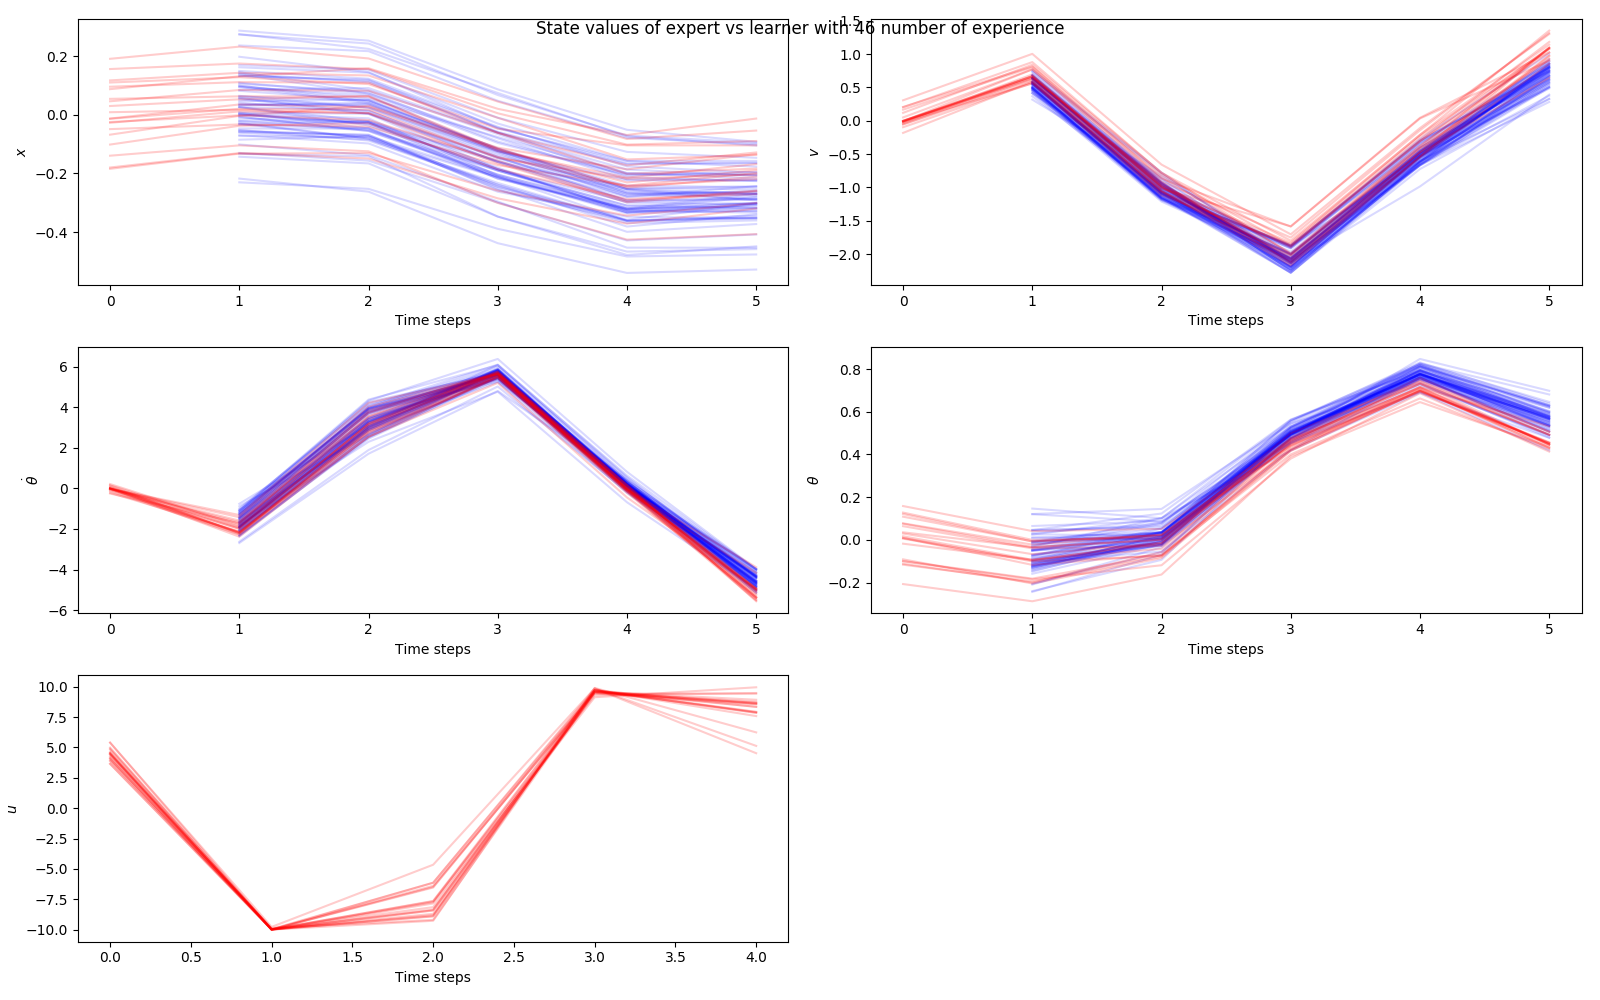 State values of expert vs learner with 46 number of experience
0.2
0.0
−0.2
−0.4
x
0 1 2 3 4 5
Time steps
1.5
1.0
0.5
0.0
−0.5
−1.0
−1.5
−2.0
v
0 1 2 3 4 5
Time steps
6
4
2
0
−2
−4
−6
θ̇
0 1 2 3 4 5
Time steps
0.8
0.6
0.4
0.2
0.0
−0.2
θ
0 1 2 3 4 5
Time steps
10.0
7.5
5.0
2.5
0.0
−2.5
−5.0
−7.5
−10.0
u
0.0 0.5 1.0 1.5 2.0 2.5 3.0 3.5 4.0
Time steps